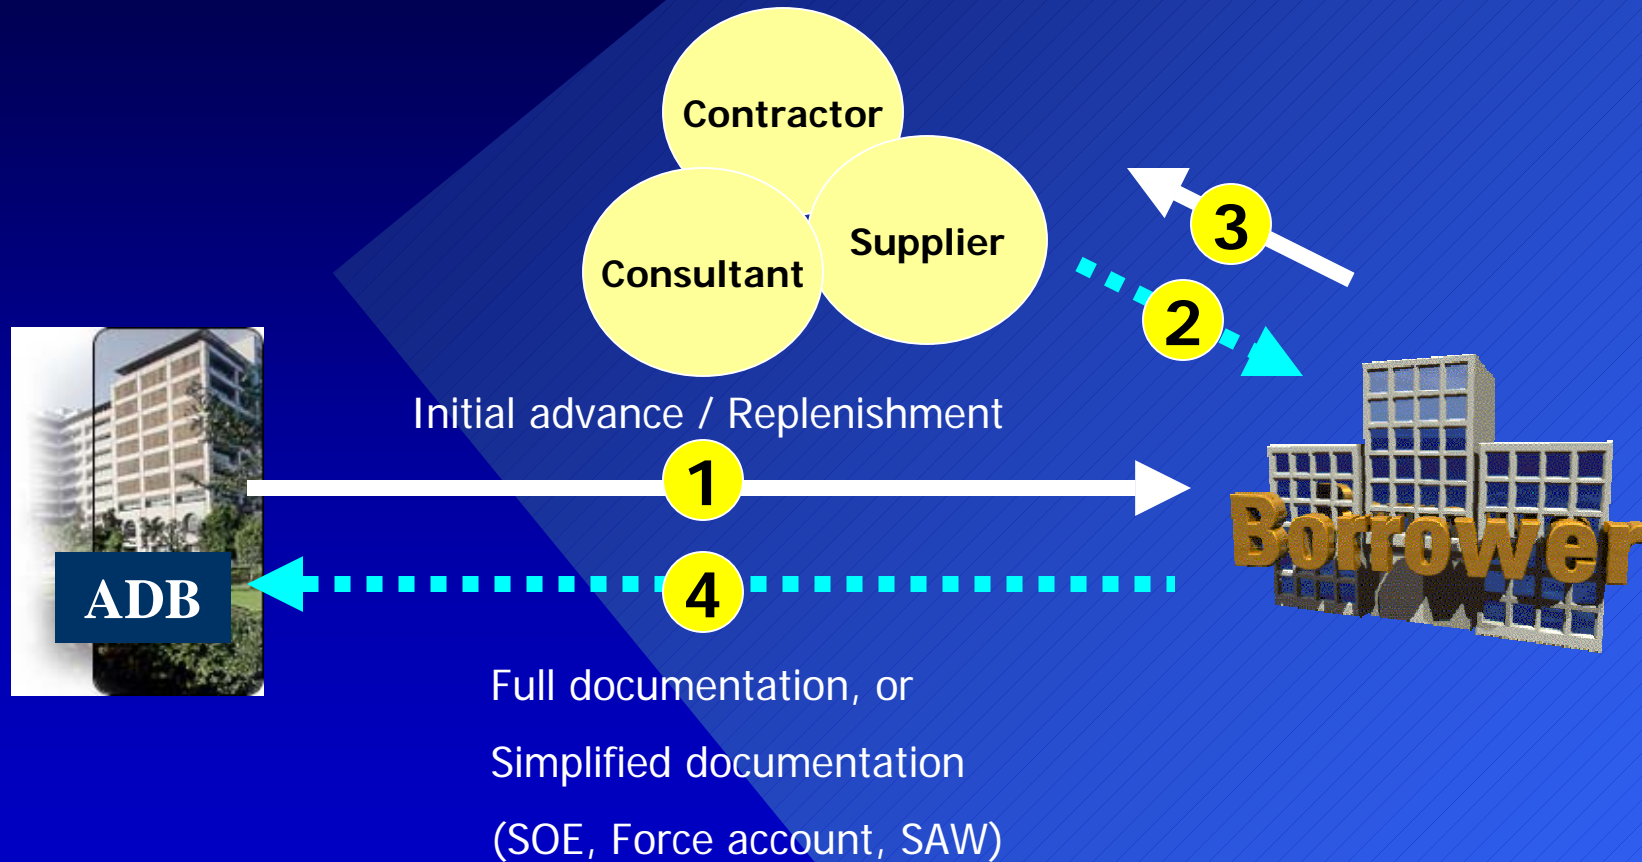 Contractor
Supplier
Consultant
3
2
Initial advance / Replenishment
1
Borrower
4
ADB
Full documentation, or
Simplified documentation
(SOE, Force account, SAW)